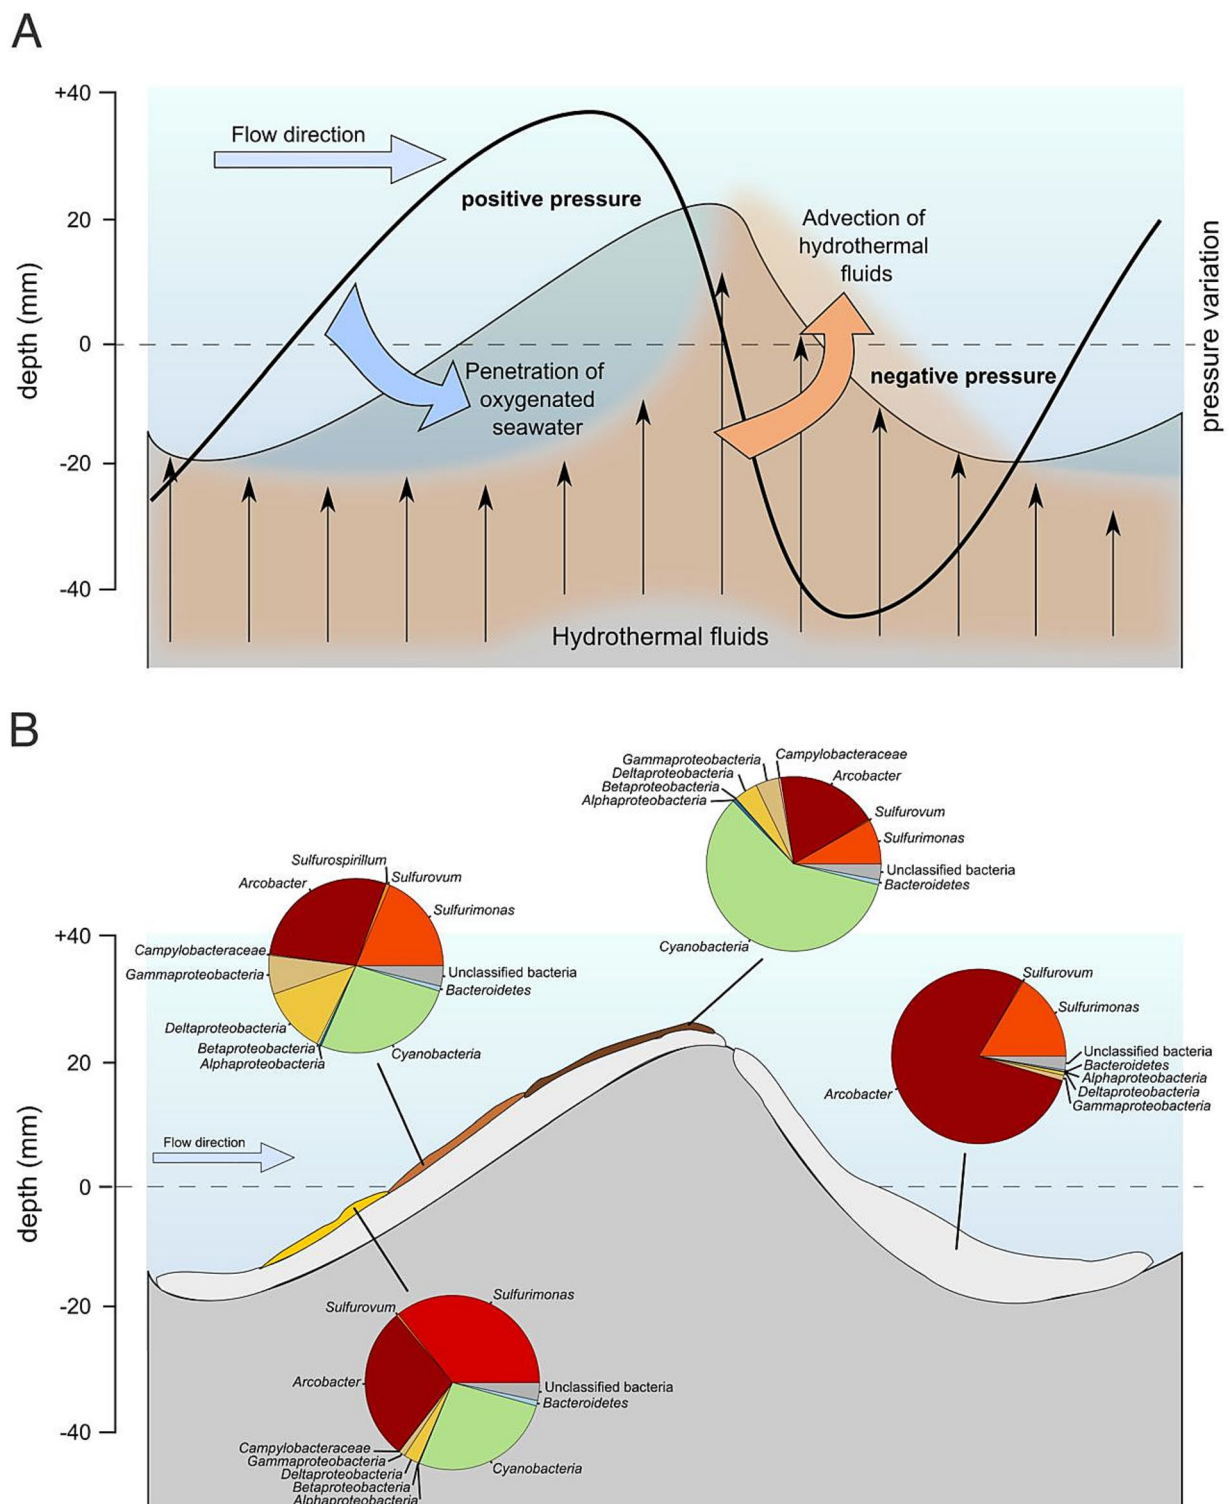 A
+40
20
0
-20
-40
depth (mm)
Flow direction
positive pressure
Advection of
hydrothermal
fluids
Penetration of
oxygenated
seawater
negative pressure
Hydrothermal fluids
pressure variation
B
+40
20
0
-20
-40
depth (mm)
Flow direction
Sulfurospirillum
Sulfurovum
Arcobacter
Sulfurimonas
Campylobacteraceae
Gammaproteobacteria
Unclassified bacteria
Bacteroidetes
Deltaproteobacteria
Betaproteobacteria
Alphaproteobacteria
Cyanobacteria
Campylobacteraceae
Gammaproteobacteria
Deltaproteobacteria
Betaproteobacteria
Alphaproteobacteria
Arcobacter
Sulfurovum
Sulfurimonas
Unclassified bacteria
Bacteroidetes
Cyanobacteria
Sulfurovum
Sulfurimonas
Unclassified bacteria
Bacteroidetes
Alphaproteobacteria
Deltaproteobacteria
Gammaproteobacteria
Arcobacter
Sulfurimonas
Sulfurovum
Arcobacter
Unclassified bacteria
Bacteroidetes
Campylobacteraceae
Gammaproteobacteria
Deltaproteobacteria
Betaproteobacteria
Alphaproteobacteria
Cyanobacteria